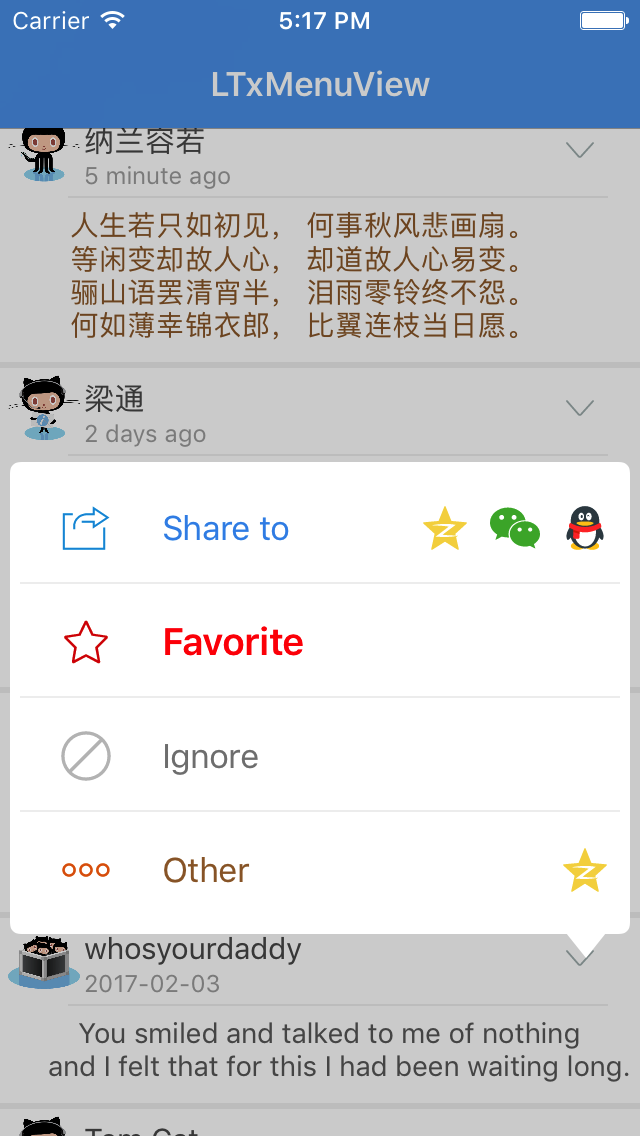 Carrier 5:17 PM
LTxMenuView
纳兰容若
5 minute ago
人生若只如初见， 何事秋风悲画扇。
等闲变却故人心， 却道故人心易变。
骊山语罢清宵半， 泪雨零铃终不怨。
何如薄幸锦衣郎， 比翼连枝当日愿。
梁通
2 days ago
Share to
Favorite
Ignore
Other
whosyourdaddy
2017-02-03
You smiled and talked to me of nothing
and I felt that for this I had been waiting long.
Tom Cat